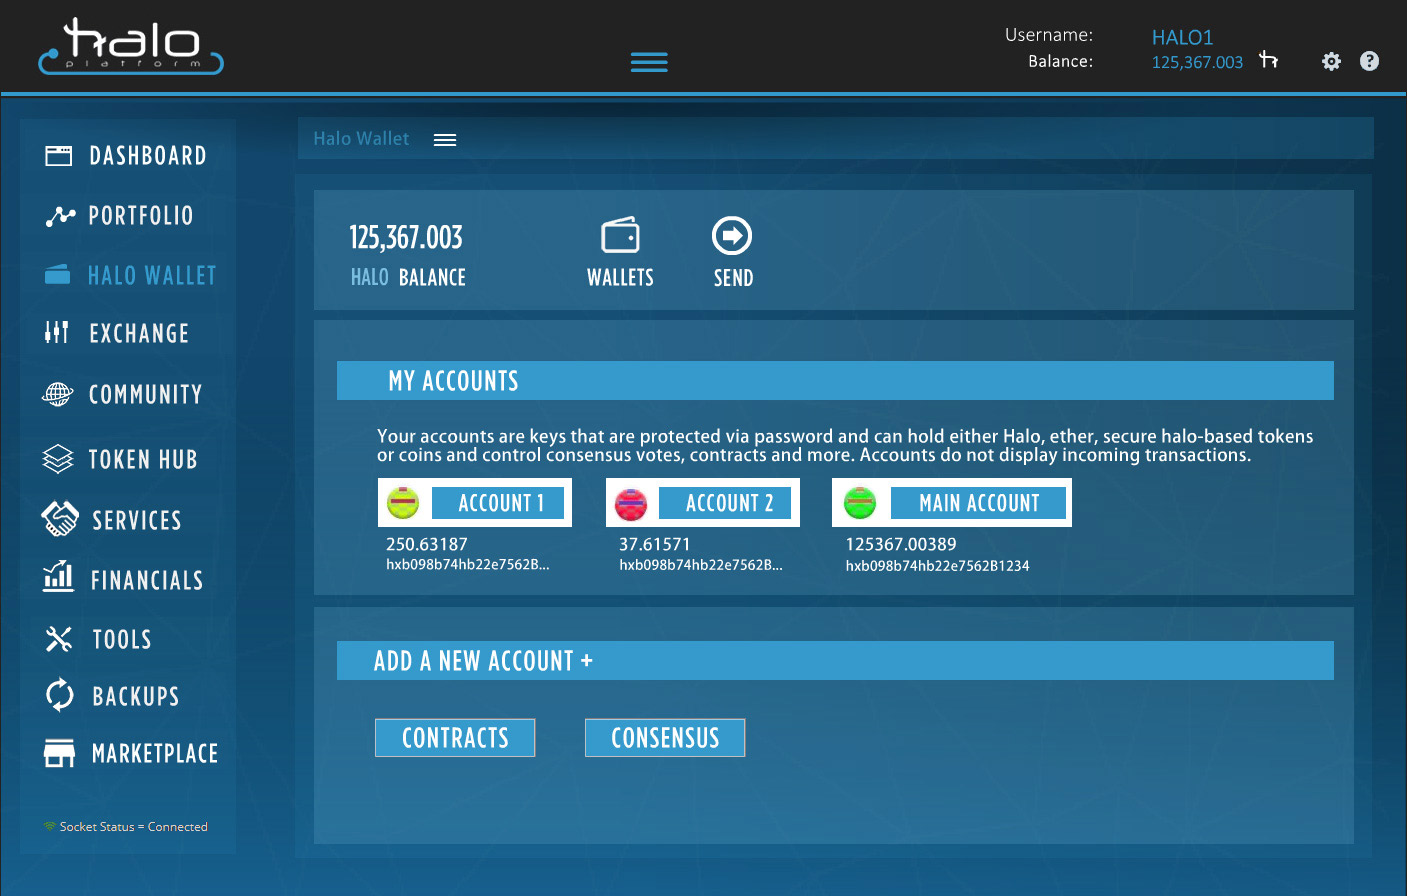 halo
platform
Username: HALO1
Balance: 125,367.003
DASHBOARD
PORTFOLIO
HALO WALLET
EXCHANGE
COMMUNITY
TOKEN HUB
SERVICES
FINANCIALS
TOOLS
BACKUPS
MARKETPLACE
Socket Status = Connected
Halo Wallet
125,367.003
HALO BALANCE
WALLETS
SEND
MY ACCOUNTS
Your accounts are keys that are protected via password and can hold either Halo, ether, secure halo-based tokens
or coins and control consensus votes, contracts and more. Accounts do not display incoming transactions.
ACCOUNT 1
250.63187
hxb098b74hb22e7562B...
ACCOUNT 2
37.61571
hxb098b74hb22e7562B...
MAIN ACCOUNT
125367.00389
hxb098b74hb22e7562B1234
ADD A NEW ACCOUNT +
CONTRACTS
CONSENSUS